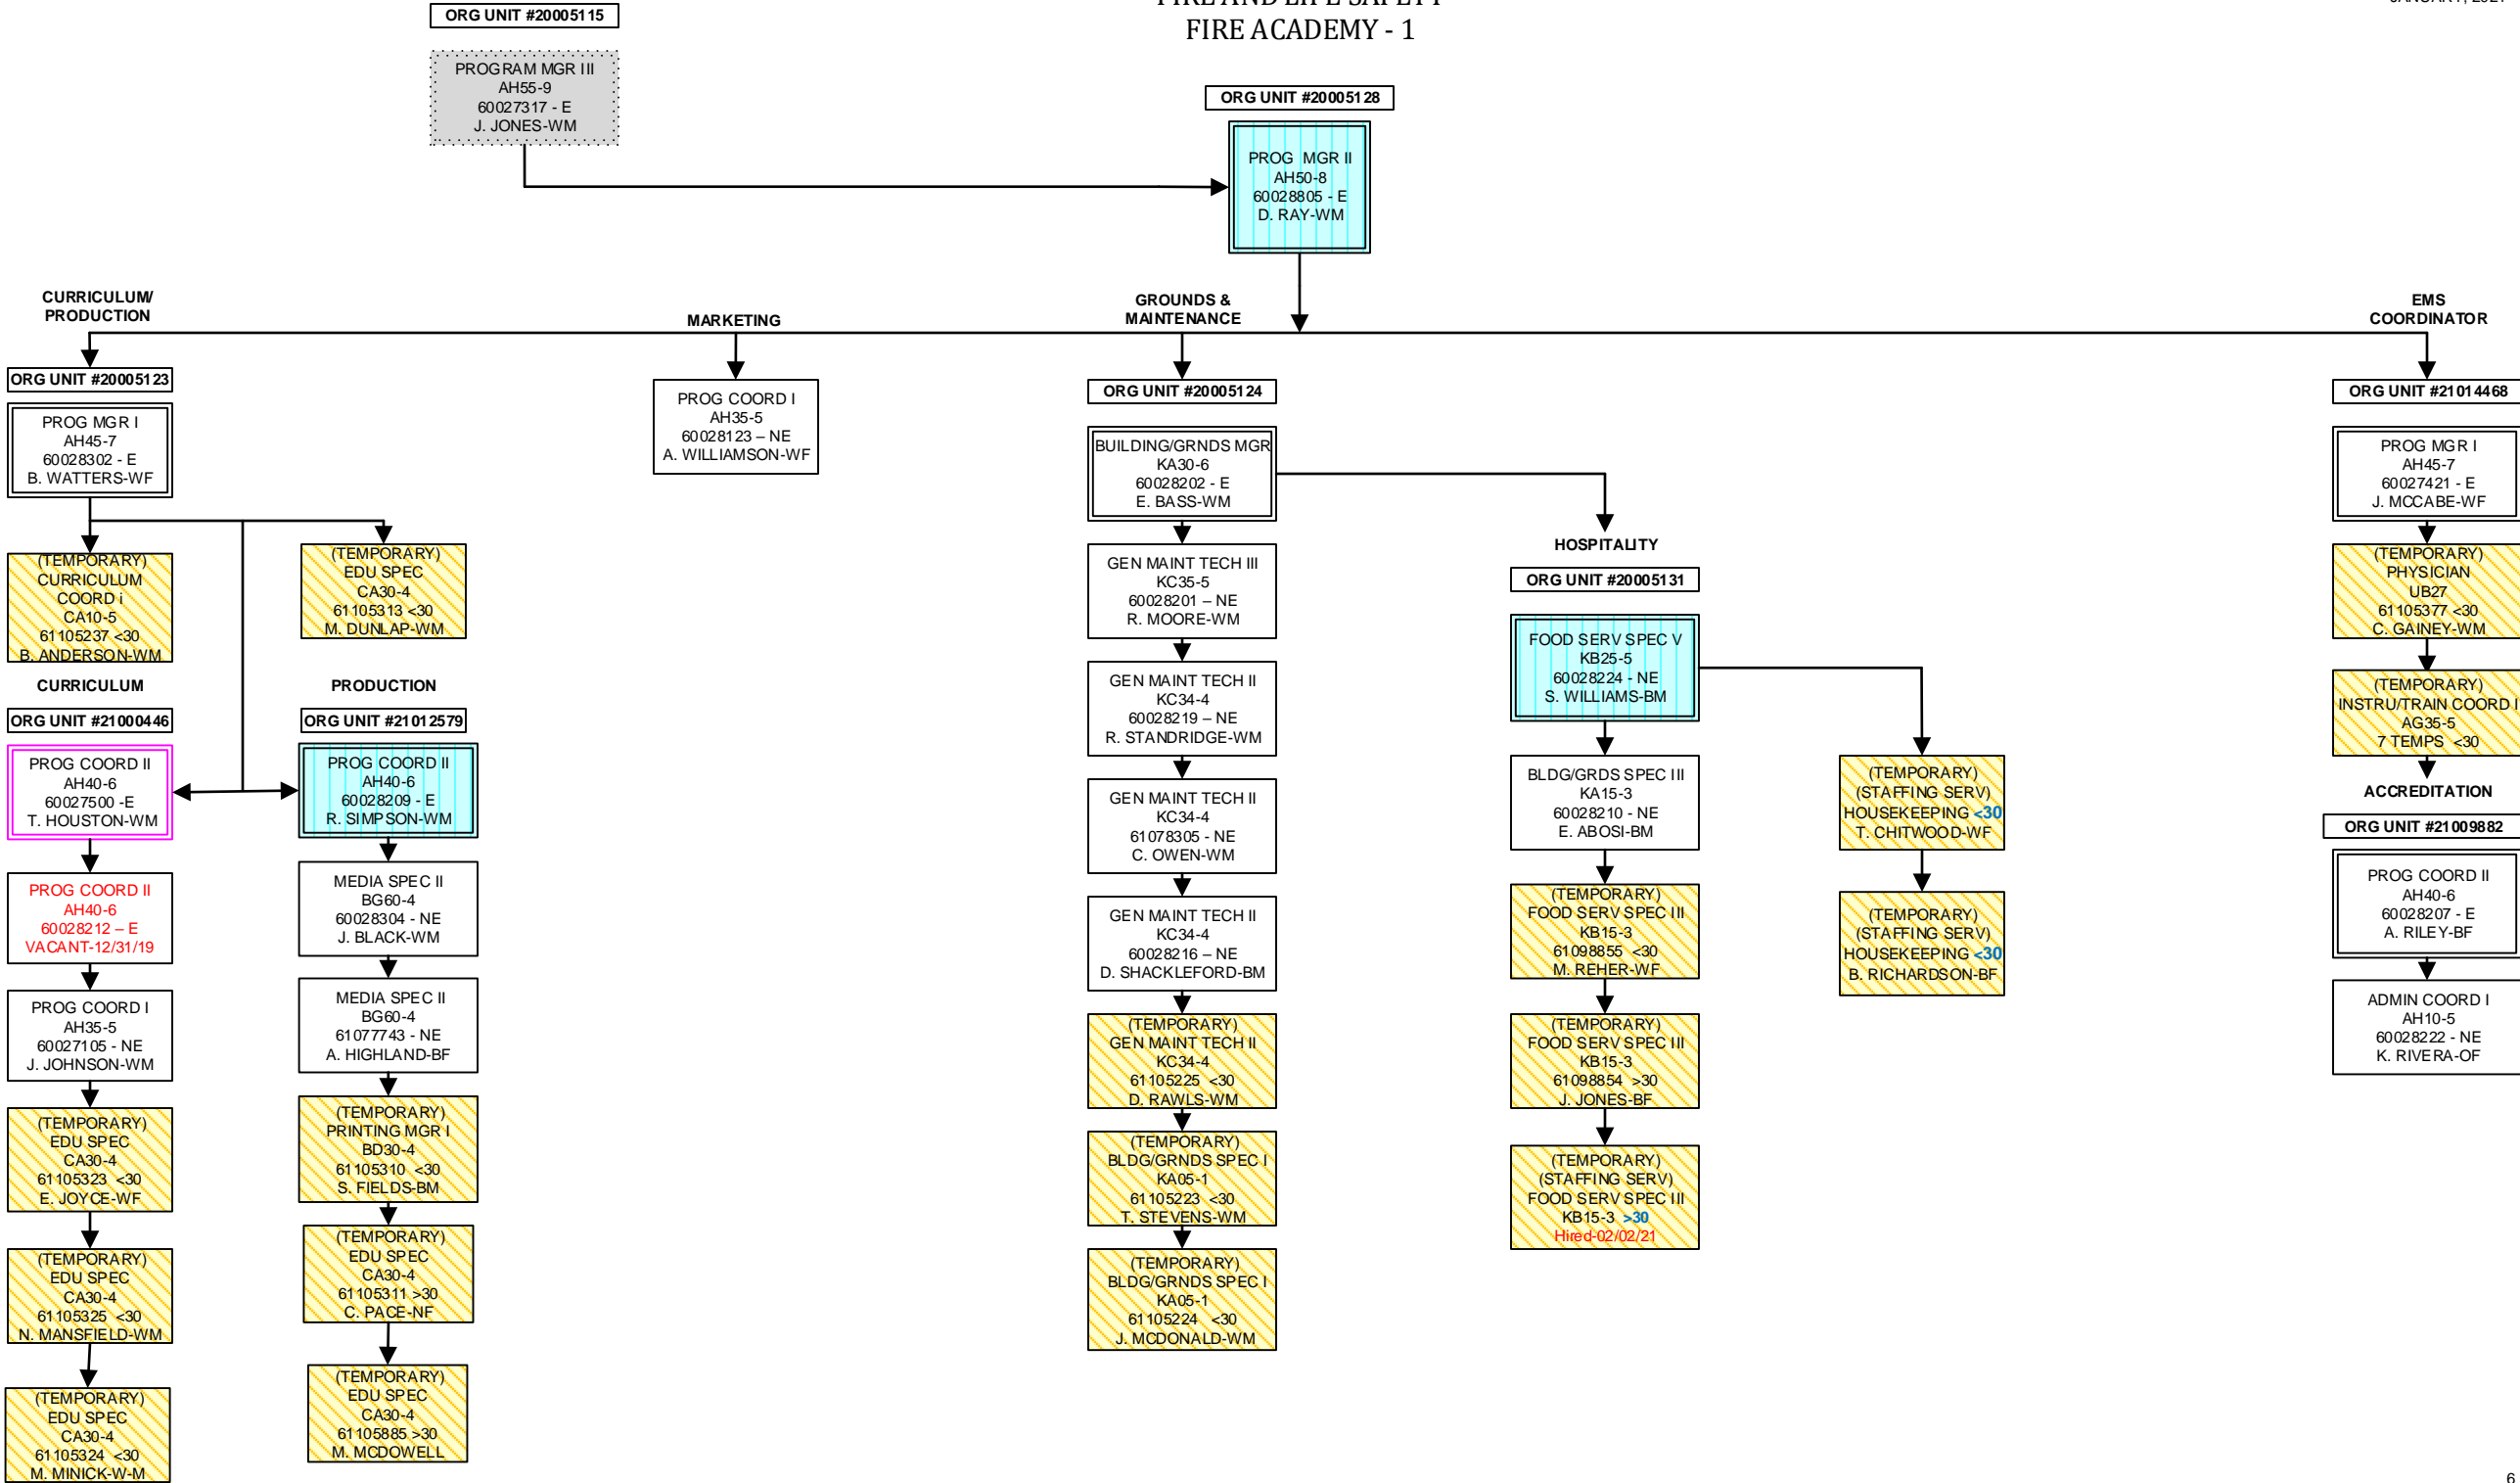 FIRE AND LIFE SAFETY
FIRE ACADEMY - 1
JANUARY, 2021
ORG UNIT #20005115
PROGRAM MGR III
AH55-9
60027317 - E
J. JONES-WM
ORG UNIT #20005128
PROG MGR II
AH50-8
60028805 - E
D. RAY-WM
CURRICULUM/
PRODUCTION
MARKETING
GROUNDS &
MAINTENANCE
EMS
COORDINATOR
ORG UNIT #20005123
PROG MGR I
AH45-7
60028302 - E
B. WATTERS-WF
(TEMPORARY)
CURRICULUM
COORD i
CA10-5
61105237 <30
B. ANDERSON-WM
(TEMPORARY)
EDU SPEC
CA30-4
61105313 <30
M. DUNLAP-WM
CURRICULUM
ORG UNIT #21000446
PROG COORD II
AH40-6
60027500 -E
T. HOUSTON-WM
PROG COORD II
AH40-6
60028212 – E
VACANT-12/31/19
PROG COORD I
AH35-5
60027105 - NE
J. JOHNSON-WM
(TEMPORARY)
EDU SPEC
CA30-4
61105323 <30
E. JOYCE-WF
(TEMPORARY)
EDU SPEC
CA30-4
61105325 <30
N. MANSFIELD-WM
(TEMPORARY)
EDU SPEC
CA30-4
61105324 <30
M. MINICK-W-M
PRODUCTION
ORG UNIT #21012579
PROG COORD II
AH40-6
60028209 - E
R. SIMPSON-WM
MEDIA SPEC II
BG60-4
60028304 - NE
J. BLACK-WM
MEDIA SPEC II
BG60-4
61077743 - NE
A. HIGHLAND-BF
(TEMPORARY)
PRINTING MGR I
BD30-4
61105310 <30
S. FIELDS-BM
(TEMPORARY)
EDU SPEC
CA30-4
61105311 >30
C. PACE-NF
(TEMPORARY)
EDU SPEC
CA30-4
61105885 >30
M. MCDOWELL
PROG COORD I
AH35-5
60028123 – NE
A. WILLIAMSON-WF
ORG UNIT #20005124
BUILDING/GRNDS MGR
KA30-6
60028202 - E
E. BASS-WM
GEN MAINT TECH III
KC35-5
60028201 – NE
R. MOORE-WM
GEN MAINT TECH II
KC34-4
60028219 – NE
R. STANDRIDGE-WM
GEN MAINT TECH II
KC34-4
61078305 - NE
C. OWEN-WM
GEN MAINT TECH II
KC34-4
60028216 – NE
D. SHACKLEFORD-BM
(TEMPORARY)
GEN MAINT TECH II
KC34-4
61105225 <30
D. RAWLS-WM
(TEMPORARY)
BLDG/GRNDS SPEC I
KA05-1
61105223 <30
T. STEVENS-WM
(TEMPORARY)
BLDG/GRNDS SPEC I
KA05-1
61105224 <30
J. MCDONALD-WM
HOSPITALITY
ORG UNIT #20005131
FOOD SERV SPEC V
KB25-5
60028224 - NE
S. WILLIAMS-BM
BLDG/GRDS SPEC III
KA15-3
60028210 - NE
E. ABOSI-BM
(TEMPORARY)
FOOD SERV SPEC III
KB15-3
61098855 <30
M. REHER-WF
(TEMPORARY)
FOOD SERV SPEC III
KB15-3
61098854 >30
J. JONES-BF
(TEMPORARY)
(STAFFING SERV)
FOOD SERV SPEC III
KB15-3 >30
Hired-02/02/21
(TEMPORARY)
(STAFFING SERV)
HOUSEKEEPING <30
T. CHITWOOD-WF
(TEMPORARY)
(STAFFING SERV)
HOUSEKEEPING <30
B. RICHARDSON-BF
ORG UNIT #21014468
PROG MGR I
AH45-7
60027421 - E
J. MCCABE-WF
(TEMPORARY)
PHYSICIAN
UB27
61105377 <30
C. GAINEY-WM
(TEMPORARY)
INSTRU/TRAIN COORD I
AG35-5
7 TEMPS <30
ACCREDITATION
ORG UNIT #21009882
PROG COORD II
AH40-6
60028207 - E
A. RILEY-BF
ADMIN COORD I
AH10-5
60028222 - NE
K. RIVERA-OF
6